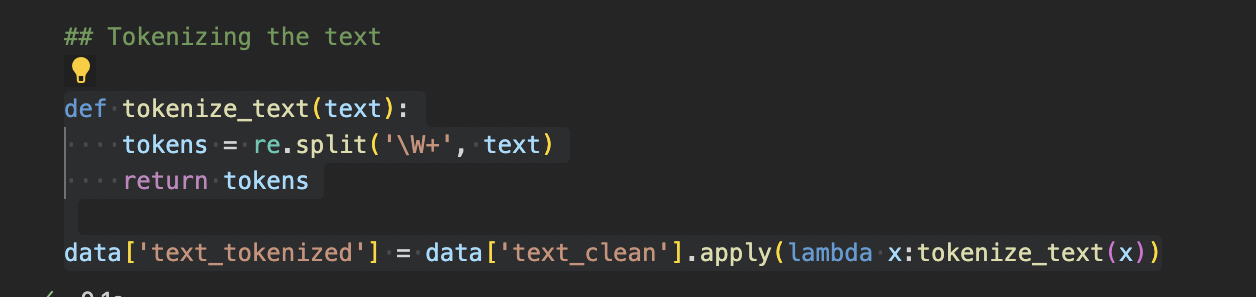 ## Tokenizing the text
def tokenize_text(text):
    tokens = re.split('\W+', text)
    return tokens
data['text_tokenized'] = data['text_clean'].apply(lambda x:tokenize_text(x))